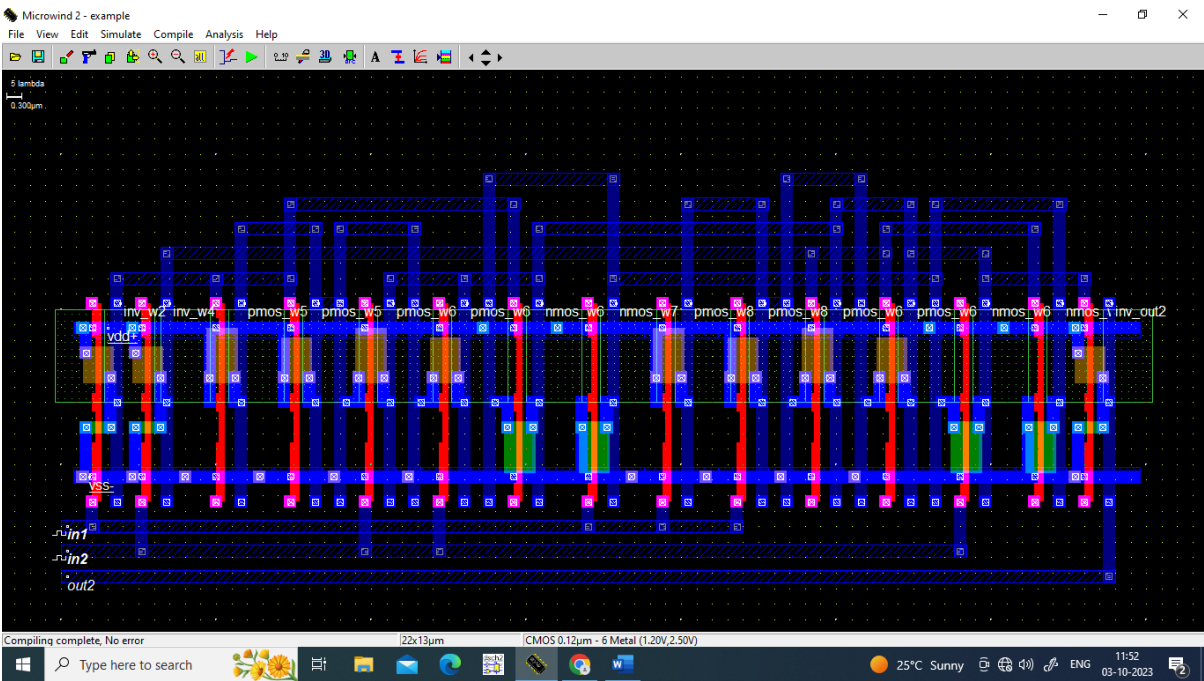 Microwind 2 - example
File View Edit Simulate Compile Analysis Help
5 lambda
0.300µm
inv_w2 inv_w4 pmos_w5 pmos_w5 pmos_w6 pmos_w6 nmos_w6 nmos_w7 pmos_w8 pmos_w8 pmos_w6 pmos_w6 nmos_w6 nmos_\ inv_out2
vdd+
vss-
in1
in2
out2
Compiling complete, No error 22x13µm CMOS 0.12µm - 6 Metal (1.20V,2.50V)
Type here to search 25°C Sunny ENG 11:52
03-10-2023